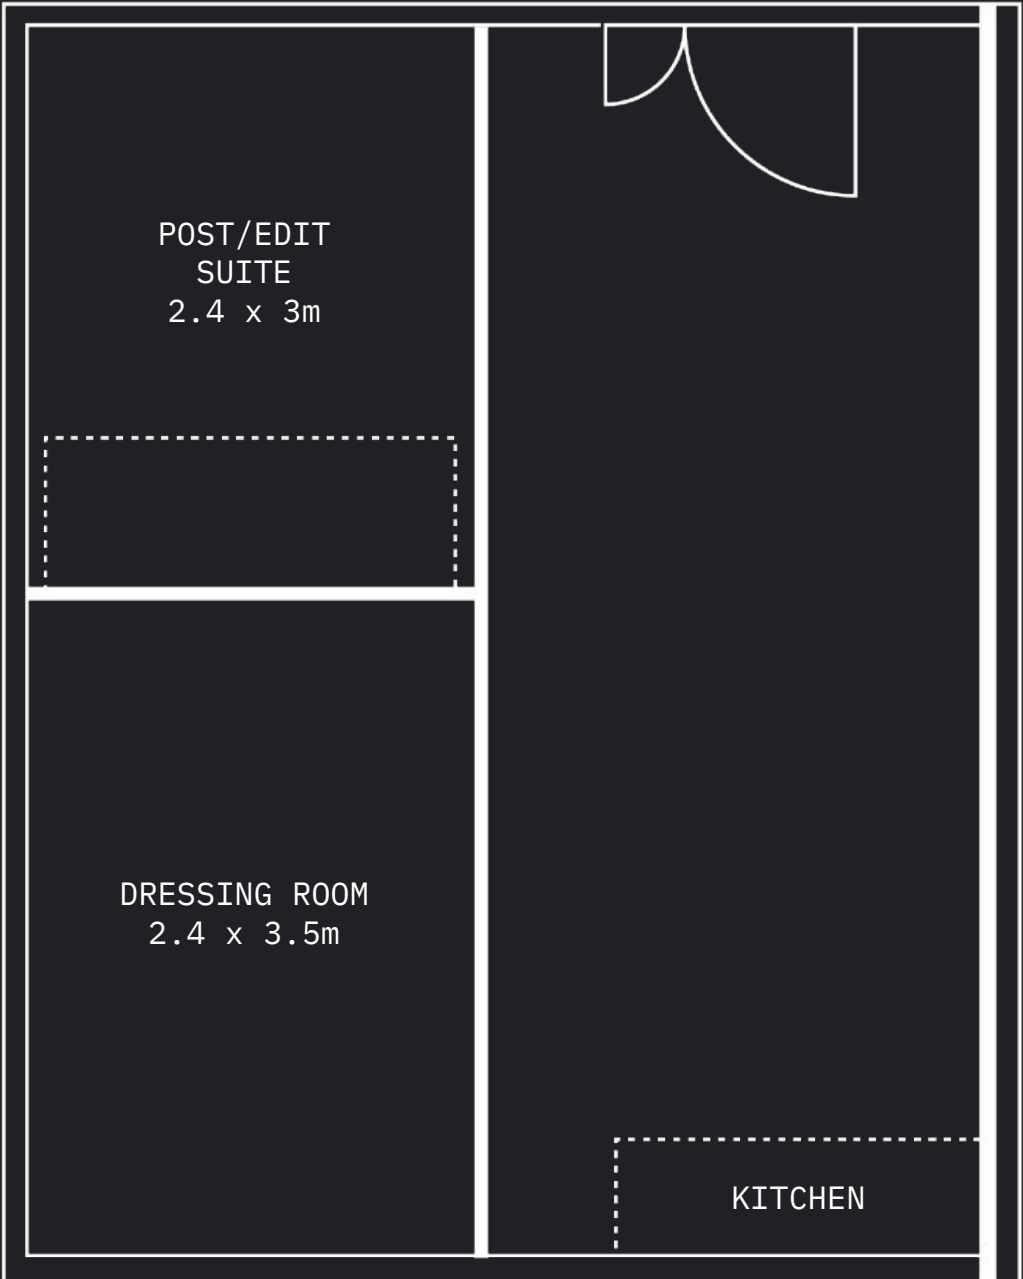 POST/EDIT
SUITE
2.4 x 3m
DRESSING ROOM
2.4 x 3.5m
KITCHEN